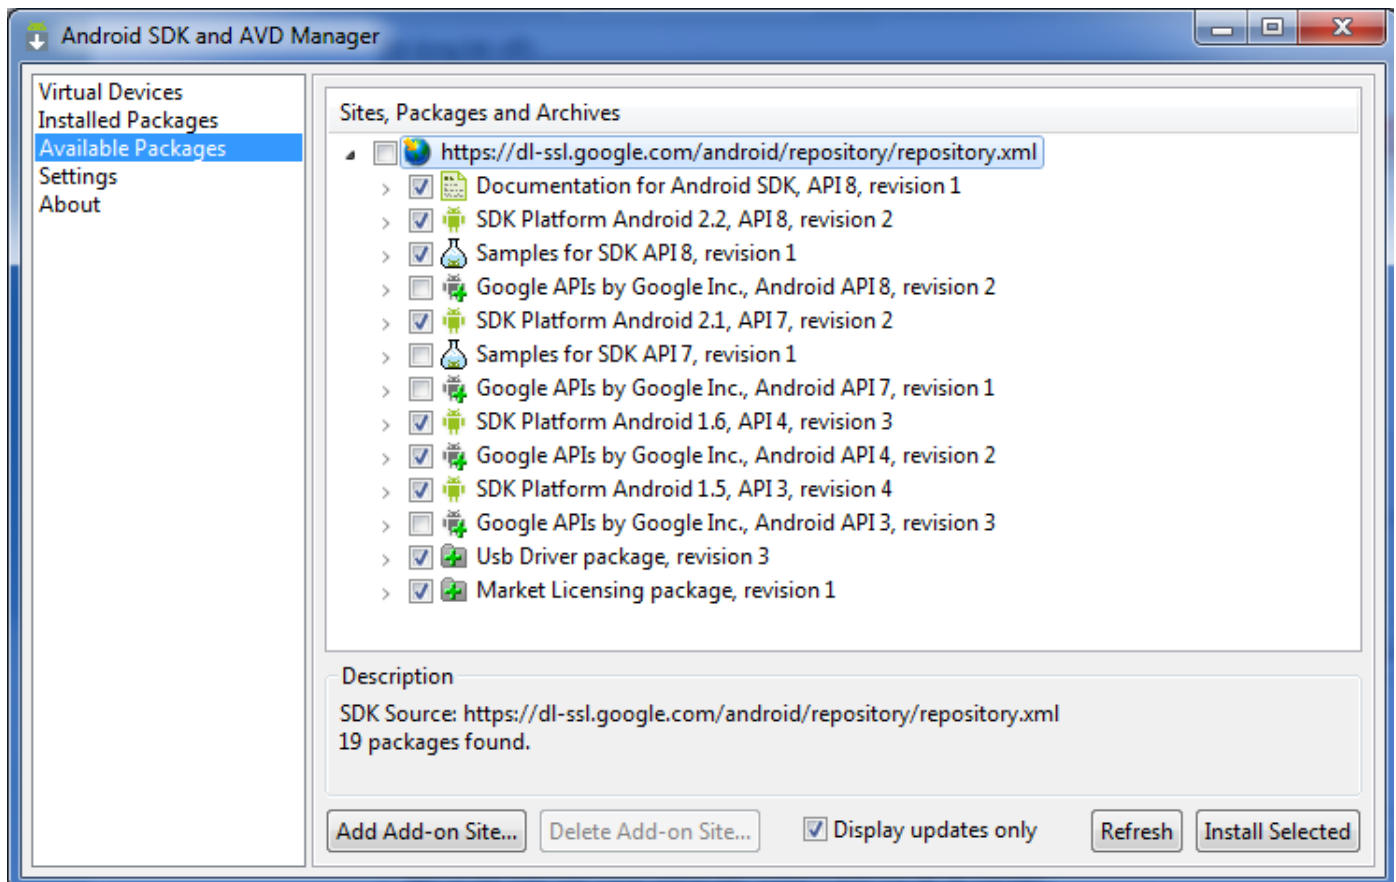 Android SDK and AVD Manager
Virtual Devices
Installed Packages
Available Packages
Settings
About
Sites, Packages and Archives
https://dl-ssl.google.com/android/repository/repository.xml
Documentation for Android SDK, API 8, revision 1
SDK Platform Android 2.2, API 8, revision 2
Samples for SDK API 8, revision 1
Google APIs by Google Inc., Android API 8, revision 2
SDK Platform Android 2.1, API 7, revision 2
Samples for SDK API 7, revision 1
Google APIs by Google Inc., Android API 7, revision 1
SDK Platform Android 1.6, API 4, revision 3
Google APIs by Google Inc., Android API 4, revision 2
SDK Platform Android 1.5, API 3, revision 4
Google APIs by Google Inc., Android API 3, revision 3
Usb Driver package, revision 3
Market Licensing package, revision 1
Description
SDK Source: https://dl-ssl.google.com/android/repository/repository.xml
19 packages found.
Add Add-on Site... Delete Add-on Site... Display updates only Refresh Install Selected